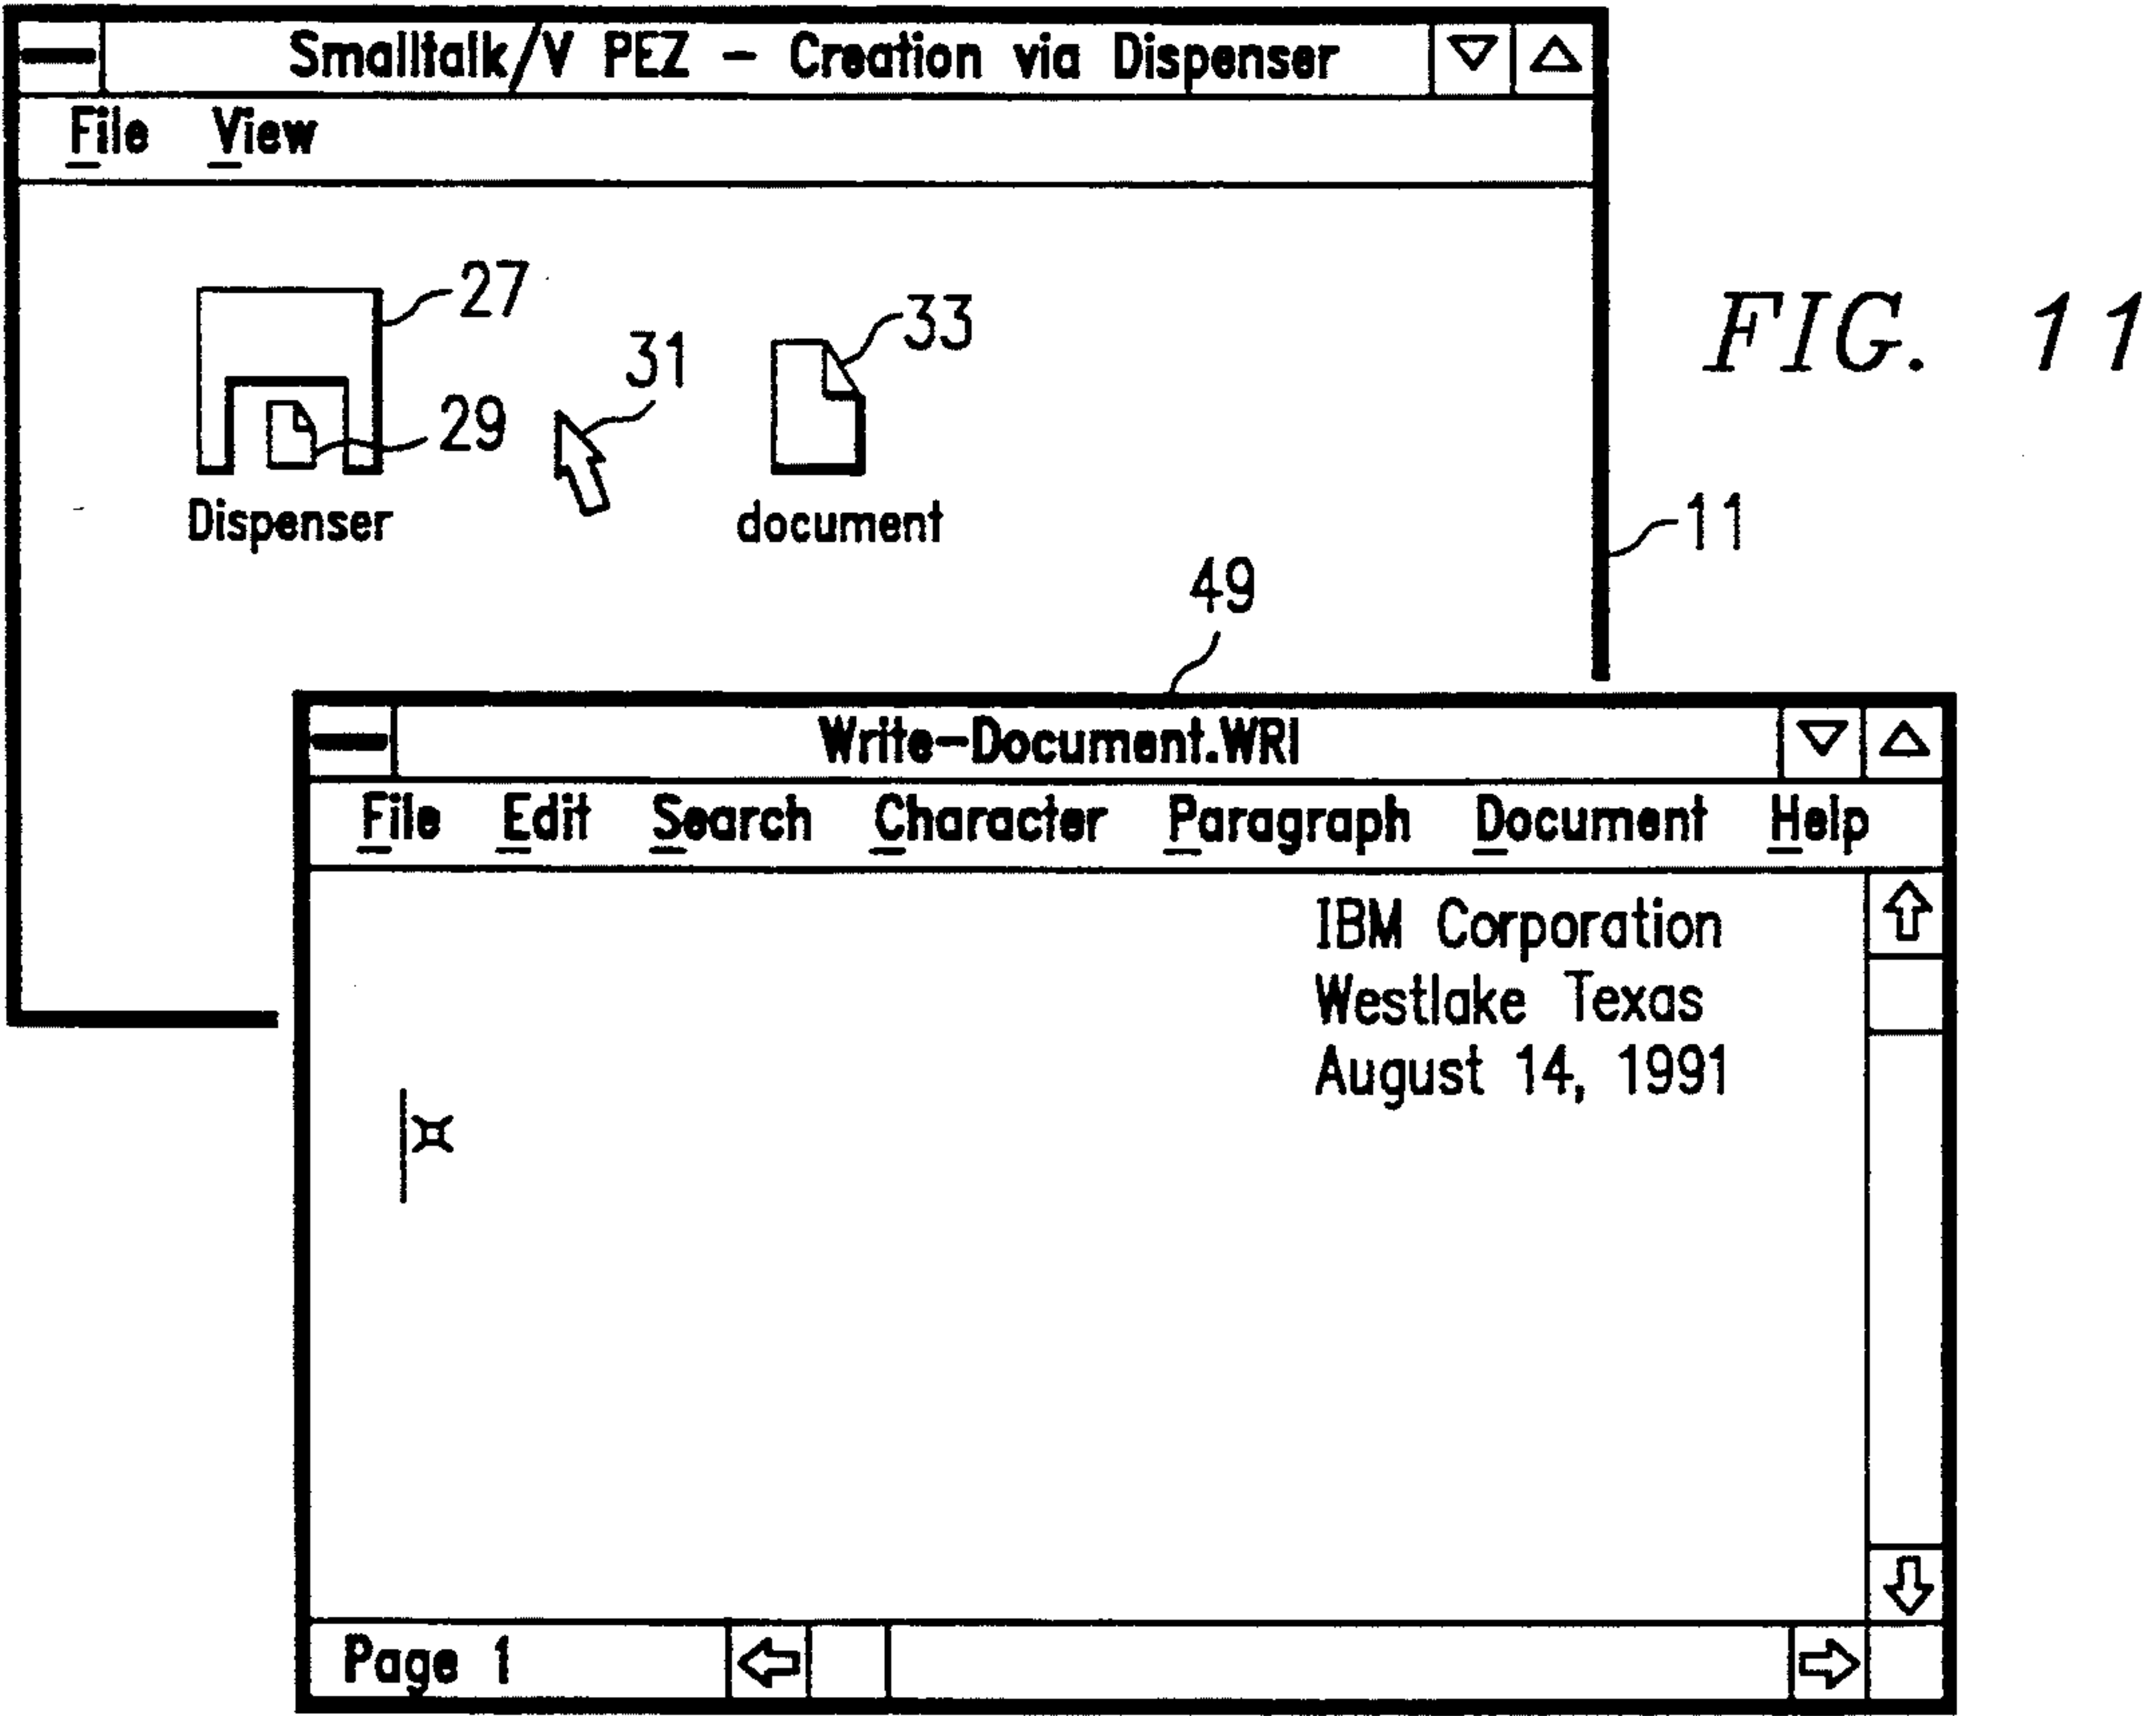 Smalltalk/V PEZ - Creation via Dispenser
File View
27
31
33
29
FIG. 11
Dispenser
document
11
49
Write-Document.WRI
File Edit Search Character Paragraph Document Help
IBM Corporation
Westlake Texas
August 14, 1991
¤
Page 1